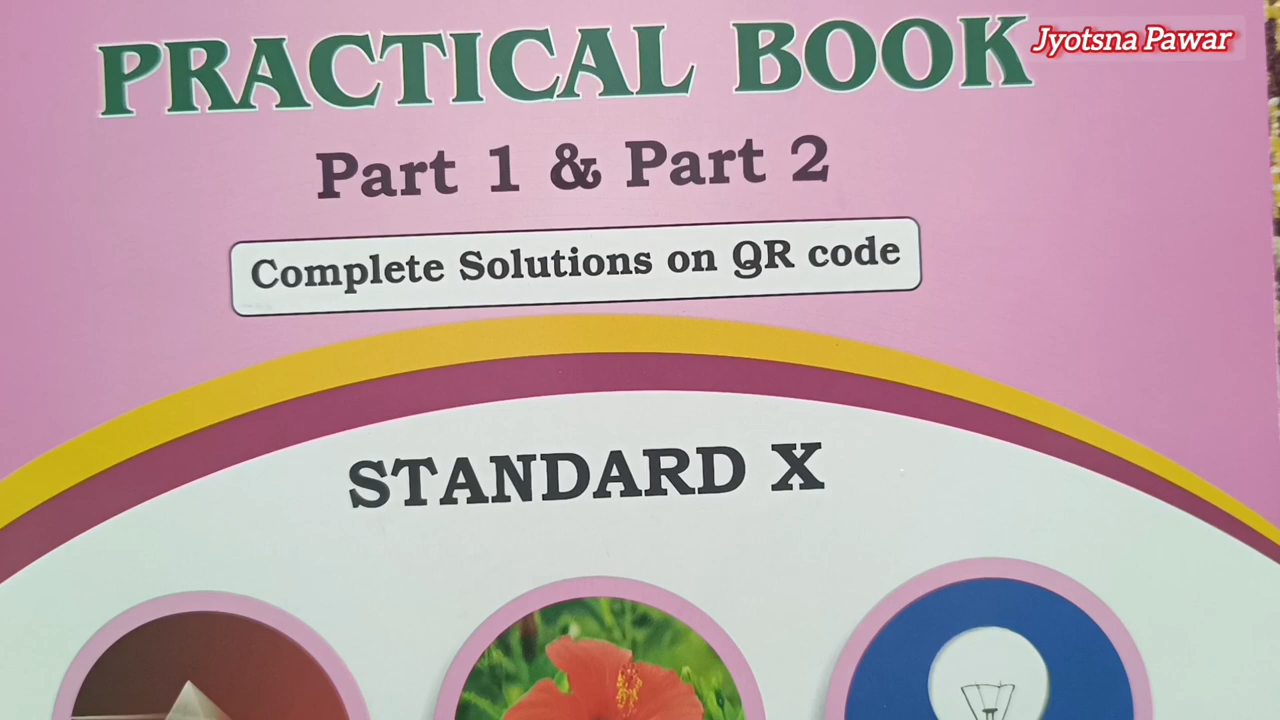 PRACTICAL BOOK
Jyotsna Pawar
Part 1 & Part 2
Complete Solutions on QR code
STANDARD X